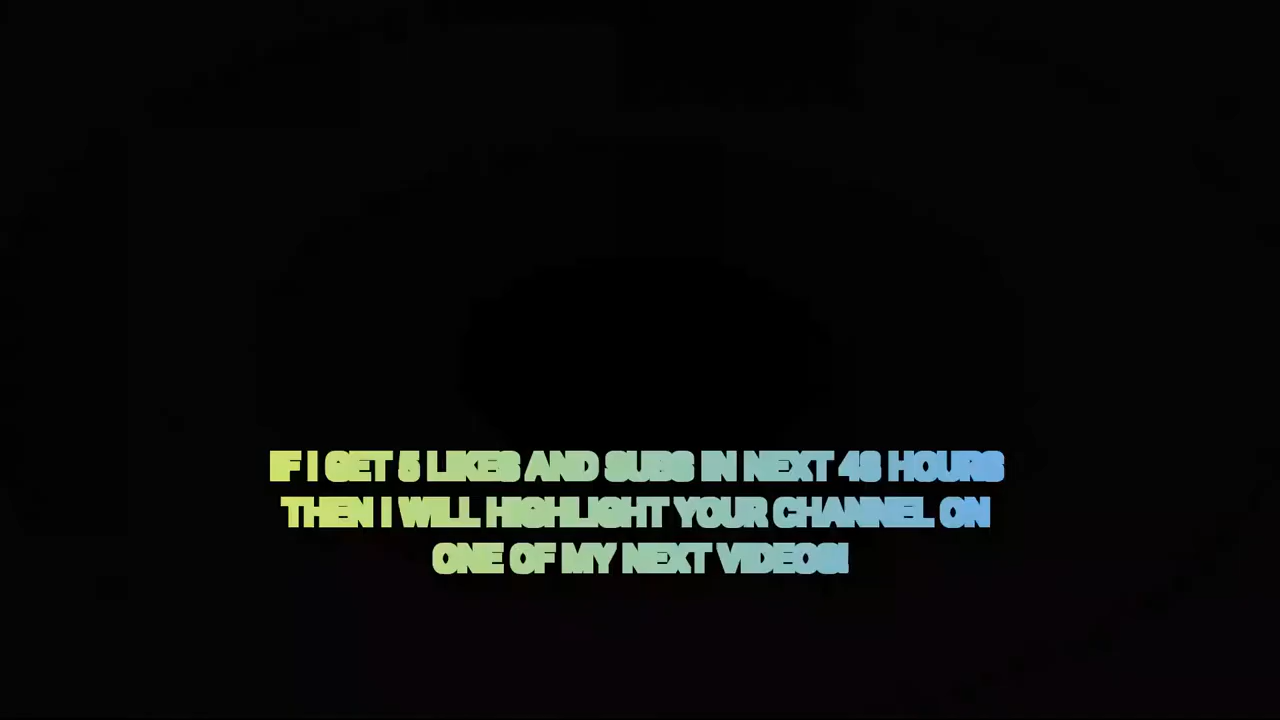 IF I GET 5 LIKES AND SUBS IN NEXT 48 HOURS
THEN I WILL HIGHLIGHT YOUR CHANNEL ON
ONE OF MY NEXT VIDEOS!